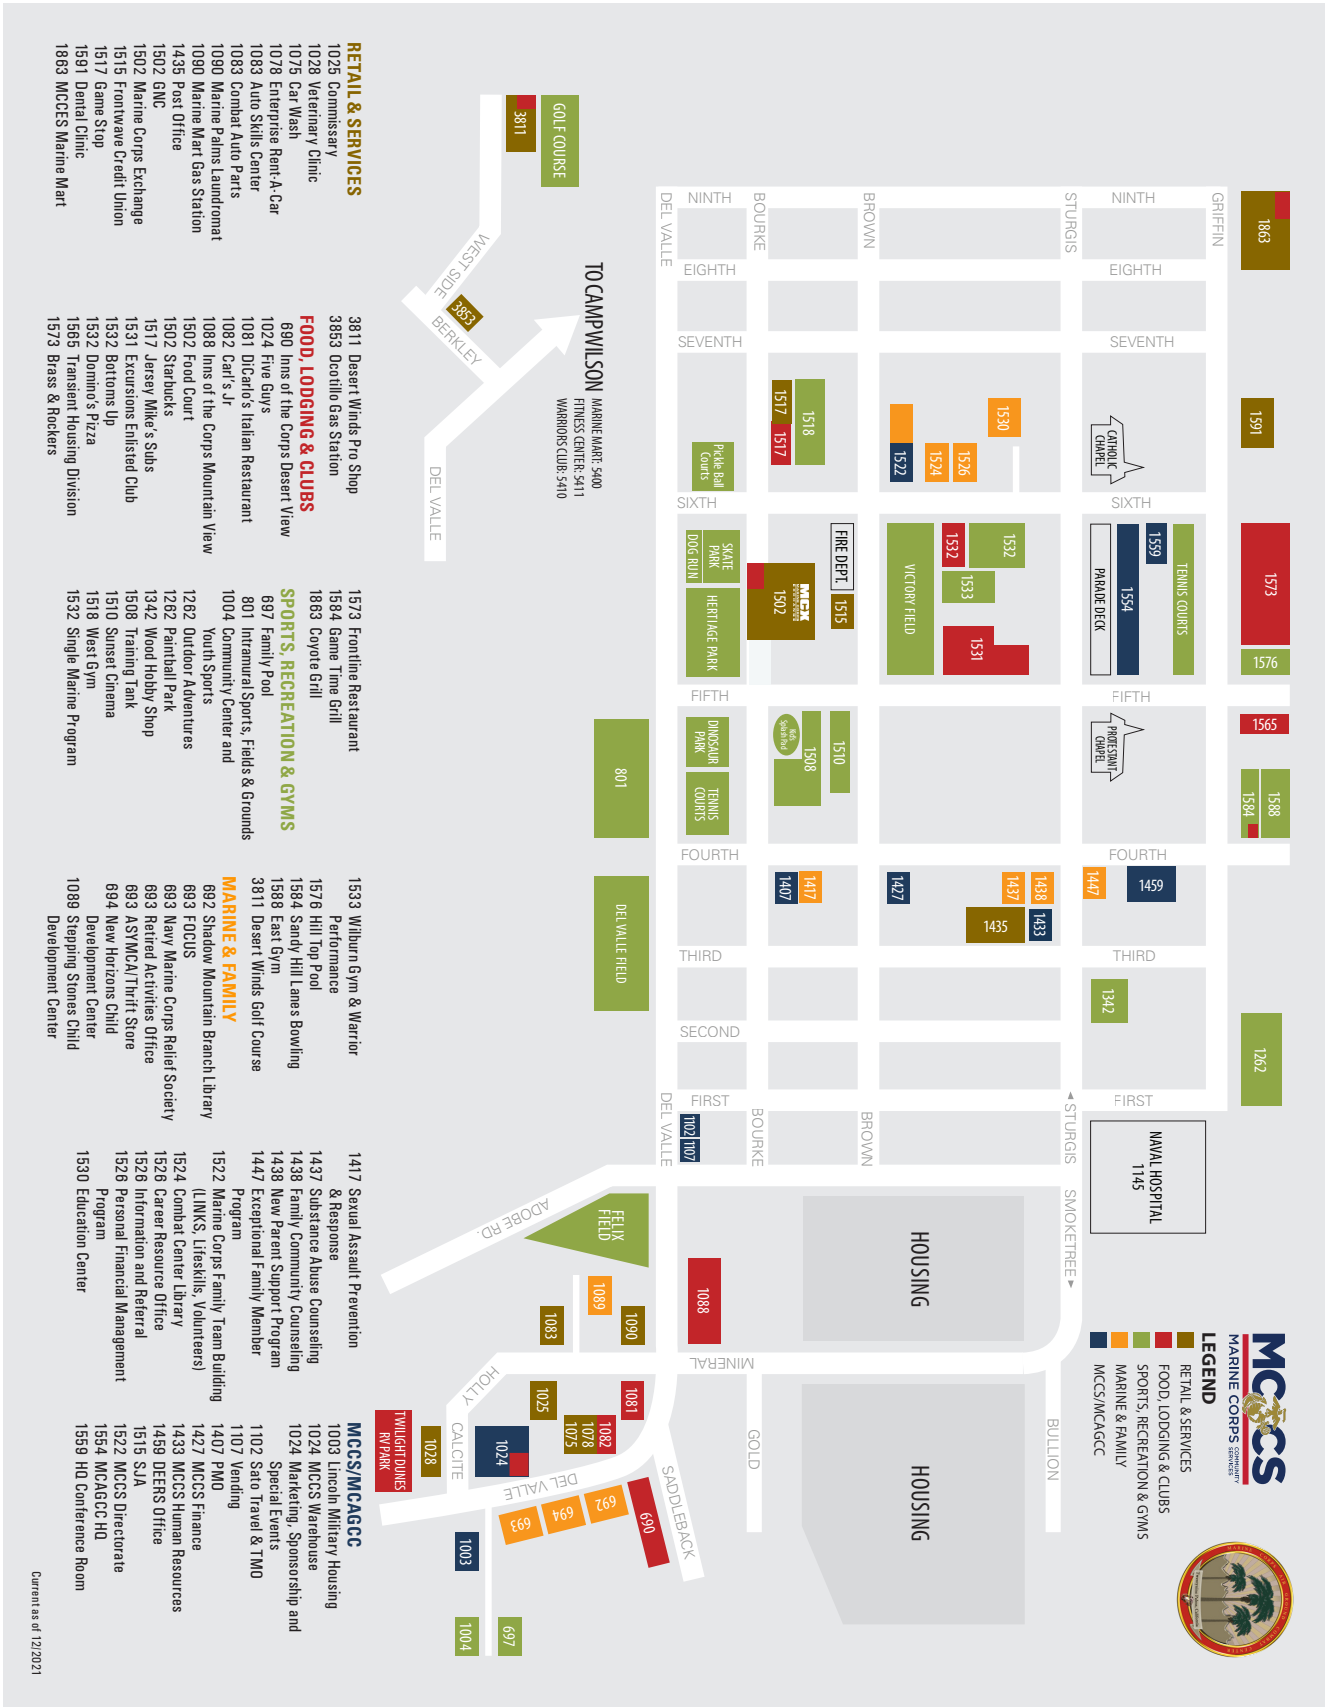 MCCS
MARINE CORPS COMMUNITY SERVICES
LEGEND
RETAIL & SERVICES
FOOD, LODGING & CLUBS
SPORTS, RECREATION & GYMS
MARINE & FAMILY
MCCS/MCAGCC
1863
1591
1573
1576
1565
1588
1584
1262
GRIFFIN
NINTH
EIGHTH
SEVENTH
CATHOLIC
CHAPEL
SIXTH
TENNIS COURTS
1559
1554
PARADE DECK
FIFTH
PROTESTANT
CHAPEL
FOURTH
1459
1447
THIRD
1342
FIRST
NAVAL HOSPITAL
1145
STURGIS
STURGIS
SMOKETREE
BULLION
1530
1526
1524
1522
1532
1532
1533
1531
VICTORY FIELD
1438
1437
1433
1435
1427
HOUSING
HOUSING
BROWN
BROWN
FIRE DEPT.
1515
MCX
1502
1518
1517
1517
1510
1508
Kid's
Splash Pad
1417
1407
BOURKE
BOURKE
GOLD
NINTH
EIGHTH
SEVENTH
Pickle Ball
Courts
SIXTH
SKATE
PARK
DOG RUN
HERTIAGE PARK
FIFTH
DINOSAUR
PARK
TENNIS
COURTS
FOURTH
THIRD
SECOND
FIRST
1102
1107
1088
MINERAL
DEL VALLE
DEL VALLE
SADDLEBACK
801
DEL VALLE FIELD
FELIX
FIELD
ADOBE RD.
1089
1090
1083
1081
1082
1078
1075
1025
1024
HOLLY
CALCITE
1028
TWILIGHT DUNES
RV PARK
DEL VALLE
690
692
694
693
1003
697
1004
GOLF COURSE
3811
WEST SIDE
3853
BERKLEY
DEL VALLE
TO CAMP WILSON
MARINE MART: 5400
FITNESS CENTER: 5411
WARRIORS CLUB: 5410
RETAIL & SERVICES
1025 Commissary
1028 Veterinary Clinic
1075 Car Wash
1078 Enterprise Rent-A-Car
1083 Auto Skills Center
1083 Combat Auto Parts
1090 Marine Palms Laundromat
1090 Marine Mart Gas Station
1435 Post Office
1502 GNC
1502 Marine Corps Exchange
1515 Frontwave Credit Union
1517 Game Stop
1591 Dental Clinic
1863 MCCES Marine Mart
3811 Desert Winds Pro Shop
3853 Ocotillo Gas Station
FOOD, LODGING & CLUBS
690 Inns of the Corps Desert View
1024 Five Guys
1081 DiCarlo's Italian Restaurant
1082 Carl's Jr
1088 Inns of the Corps Mountain View
1502 Food Court
1502 Starbucks
1517 Jersey Mike's Subs
1531 Excursions Enlisted Club
1532 Bottoms Up
1532 Domino's Pizza
1565 Transient Housing Division
1573 Brass & Rockers
1573 Frontline Restaurant
1584 Game Time Grill
1863 Coyote Grill
SPORTS, RECREATION & GYMS
697 Family Pool
801 Intramural Sports, Fields & Grounds
1004 Community Center and
Youth Sports
1262 Outdoor Adventures
1262 Paintball Park
1342 Wood Hobby Shop
1508 Training Tank
1510 Sunset Cinema
1518 West Gym
1532 Single Marine Program
1533 Wilburn Gym & Warrior
Performance
1576 Hill Top Pool
1584 Sandy Hill Lanes Bowling
1588 East Gym
3811 Desert Winds Golf Course
MARINE & FAMILY
692 Shadow Mountain Branch Library
693 FOCUS
693 Navy Marine Corps Relief Society
693 Retired Activities Office
693 ASYMCA/Thrift Store
694 New Horizons Child
Development Center
1089 Stepping Stones Child
Development Center
1417 Sexual Assault Prevention
& Response
1437 Substance Abuse Counseling
1438 Family Community Counseling
1438 New Parent Support Program
1447 Exceptional Family Member
Program
1522 Marine Corps Family Team Building
(LINKS, Lifeskills, Volunteers)
1524 Combat Center Library
1526 Career Resource Office
1526 Information and Referral
1526 Personal Financial Management
Program
1530 Education Center
MCCS/MCAGCC
1003 Lincoln Military Housing
1024 MCCS Warehouse
1024 Marketing, Sponsorship and
Special Events
1102 Sato Travel & TMO
1107 Vending
1407 PMO
1427 MCCS Finance
1433 MCCS Human Resources
1459 DEERS Office
1515 SJA
1522 MCCS Directorate
1554 MCAGCC HQ
1559 HQ Conference Room
Current as of 12/2021